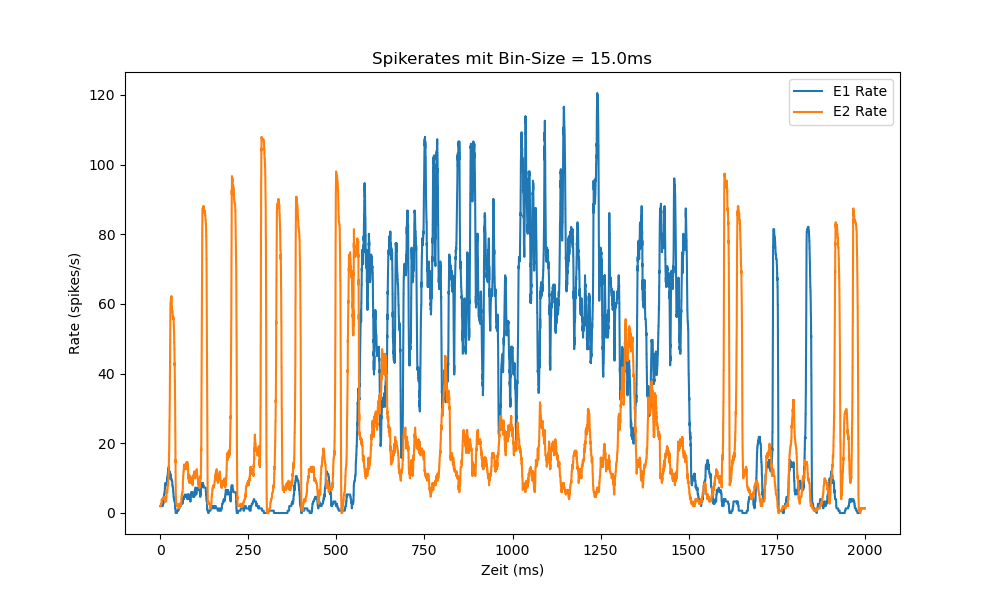 Spikerates mit Bin-Size = 15.0ms
E1 Rate
E2 Rate
120
100
80
60
40
20
0
Rate (spikes/s)
0 250 500 750 1000 1250 1500 1750 2000
Zeit (ms)